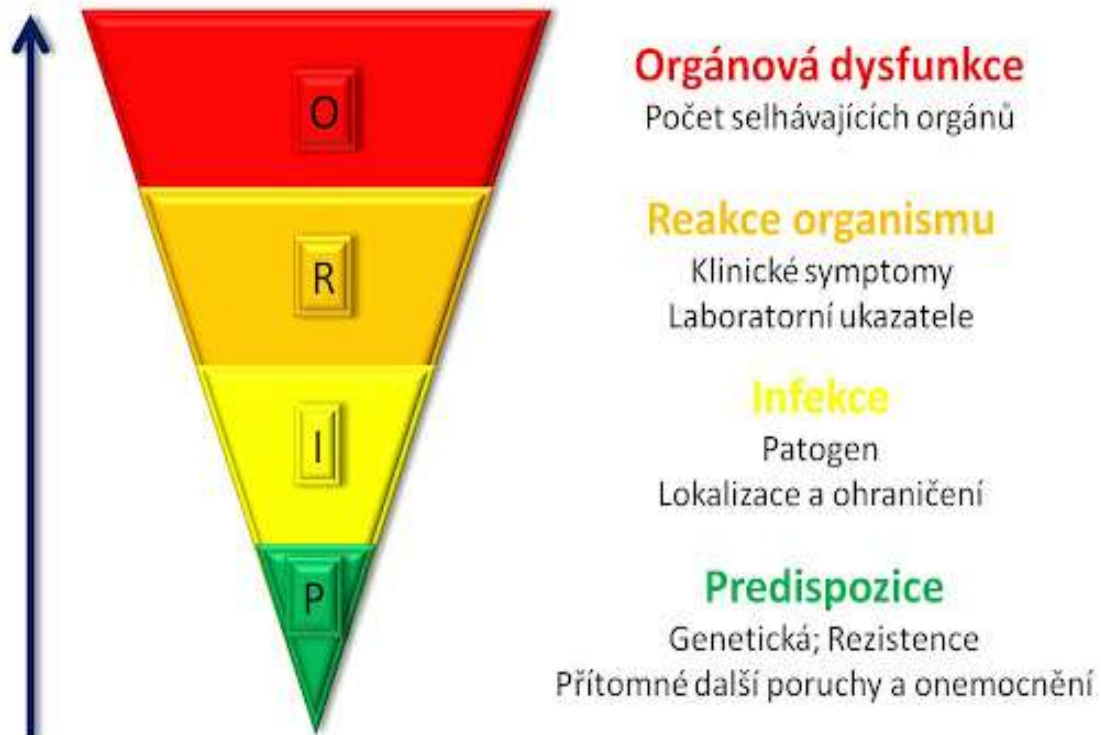 O
Orgánová dysfunkce
Počet selhávajících orgánů
R
Reakce organismu
Klinické symptomy
Laboratorní ukazatele
I
Infekce
Patogen
Lokalizace a ohraničení
P
Predispozice
Genetická; Rezistence
Přítomné další poruchy a onemocnění